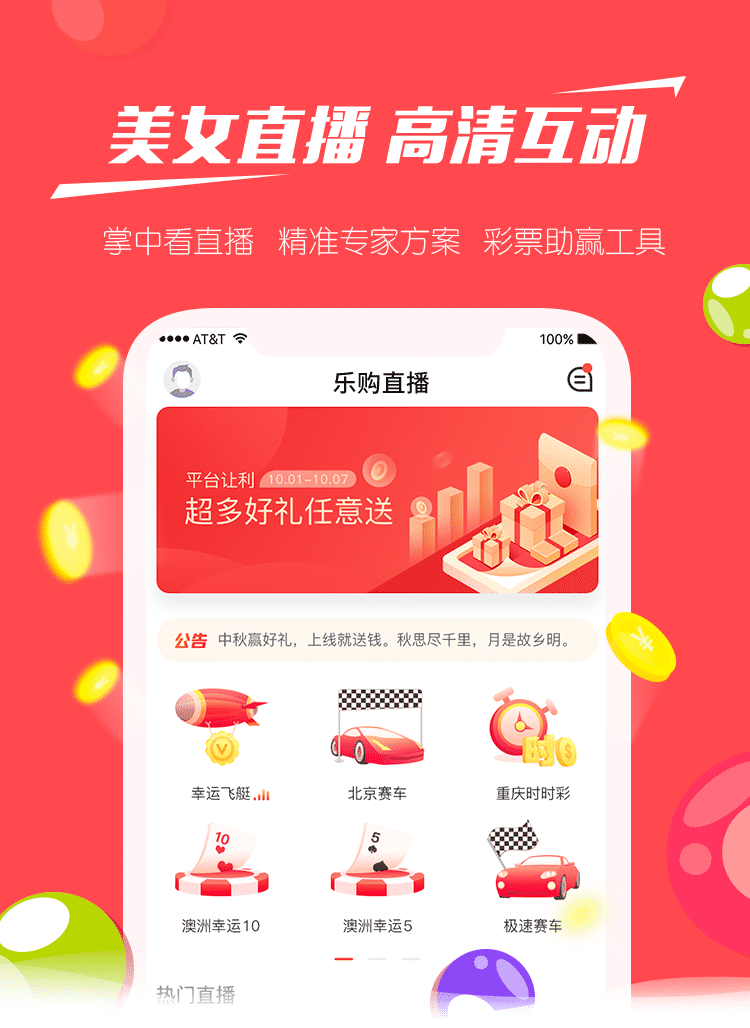 美女直播 高清互动
掌中看直播 精准专家方案 彩票助赢工具
AT&T 100%
乐购直播
平台让利 10.01-10.07
超多好礼任意送
公告 中秋赢好礼，上线就送钱。秋思尽千里，月是故乡明。
幸运飞艇 北京赛车 重庆时时彩
10 5
澳洲幸运10 澳洲幸运5 极速赛车
热门直播